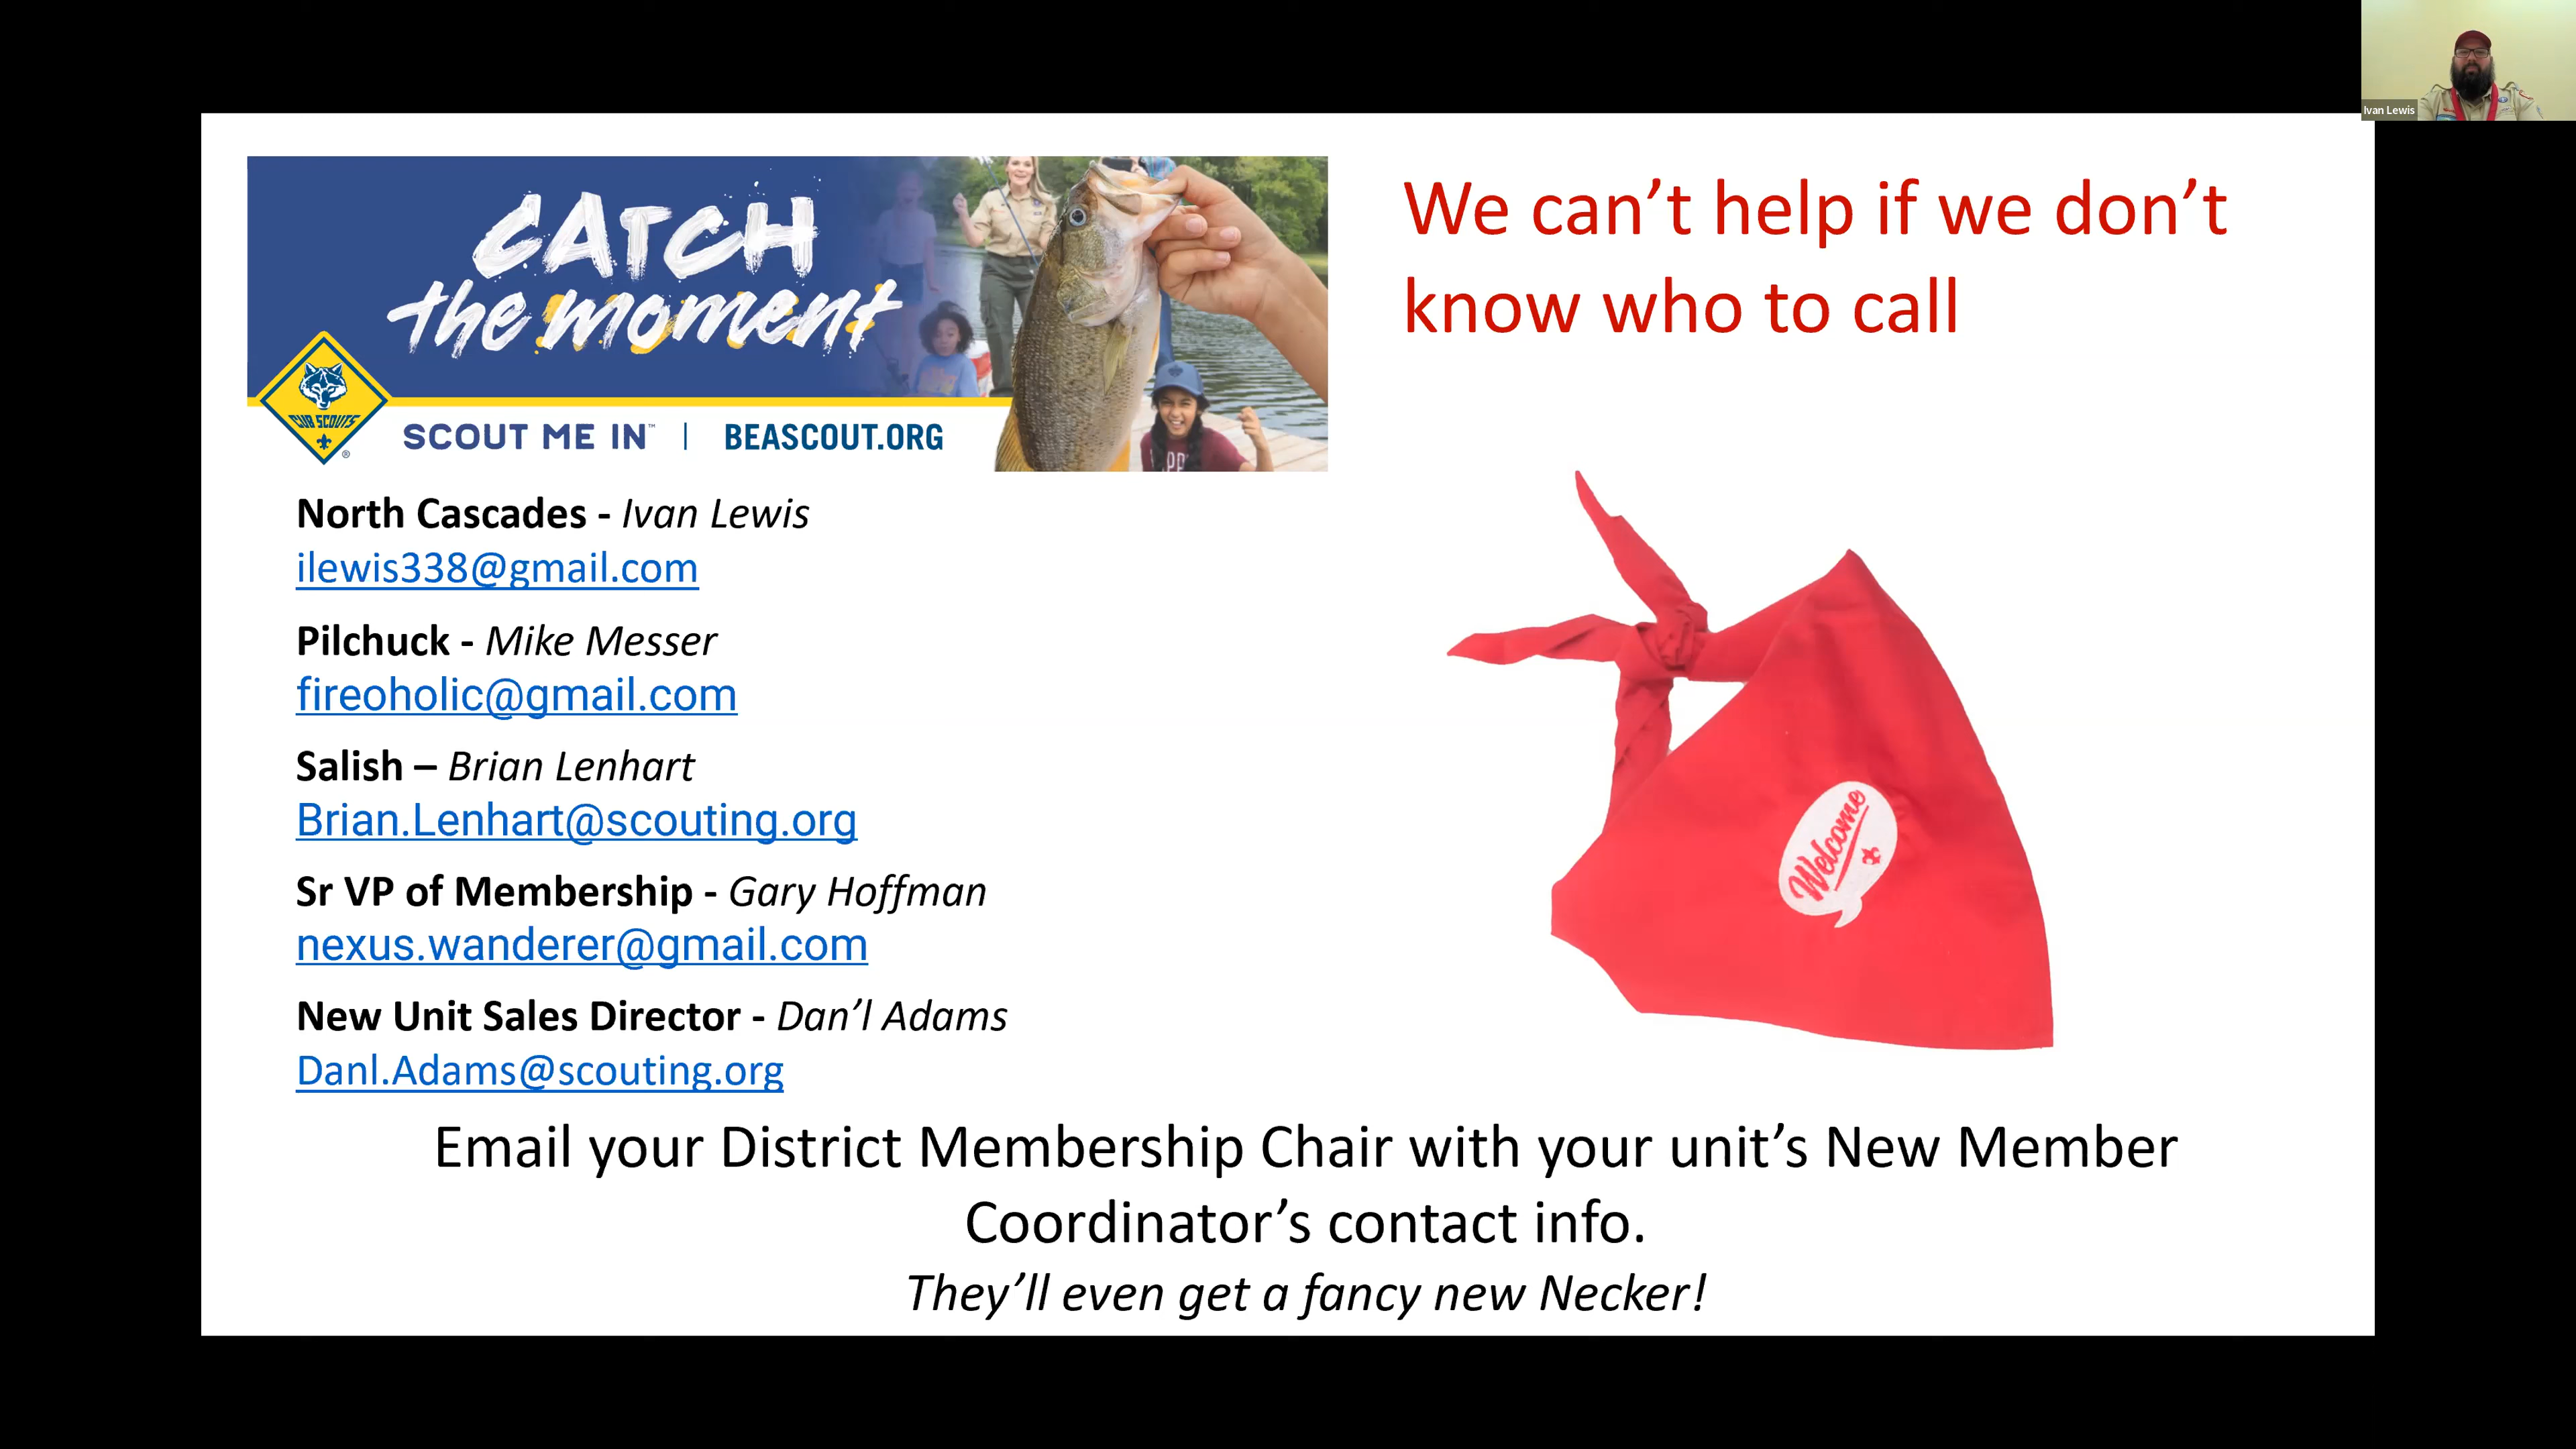 Ivan Lewis
CATCH
the moment
CUB SCOUTS
®
SCOUT ME IN™ | BEASCOUT.ORG
We can’t help if we don’t
know who to call
North Cascades - Ivan Lewis
ilewis338@gmail.com
Pilchuck - Mike Messer
fireoholic@gmail.com
Salish – Brian Lenhart
Brian.Lenhart@scouting.org
Sr VP of Membership - Gary Hoffman
nexus.wanderer@gmail.com
New Unit Sales Director - Dan’l Adams
Danl.Adams@scouting.org
Welcome
Email your District Membership Chair with your unit’s New Member
Coordinator’s contact info.
They’ll even get a fancy new Necker!